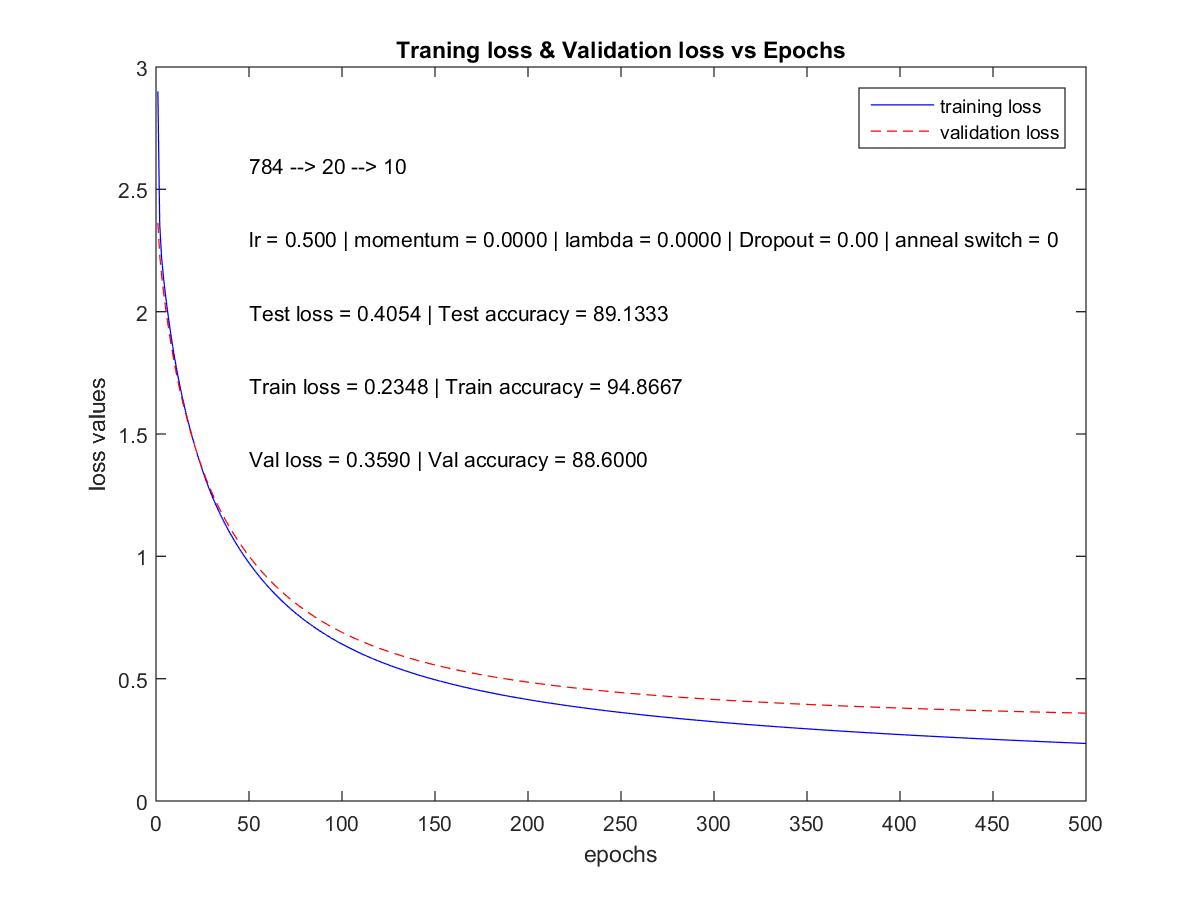 Traning loss & Validation loss vs Epochs
training loss
validation loss
784 --> 20 --> 10
lr = 0.500 | momentum = 0.0000 | lambda = 0.0000 | Dropout = 0.00 | anneal switch = 0
Test loss = 0.4054 | Test accuracy = 89.1333
Train loss = 0.2348 | Train accuracy = 94.8667
Val loss = 0.3590 | Val accuracy = 88.6000
loss values
3
2.5
2
1.5
1
0.5
0
0 50 100 150 200 250 300 350 400 450 500
epochs